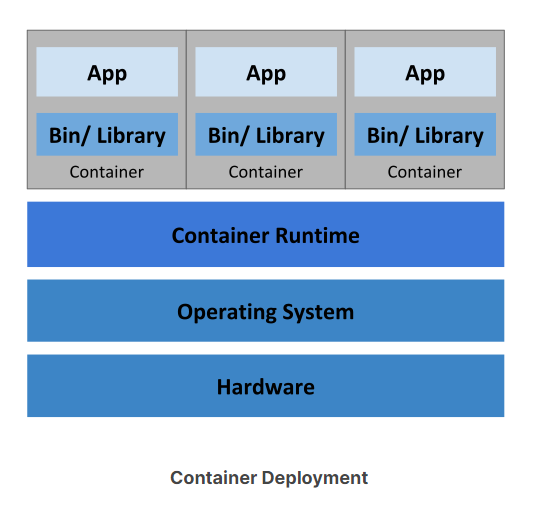 App App App
Bin/ Library Bin/ Library Bin/ Library
Container Container Container
Container Runtime
Operating System
Hardware
Container Deployment